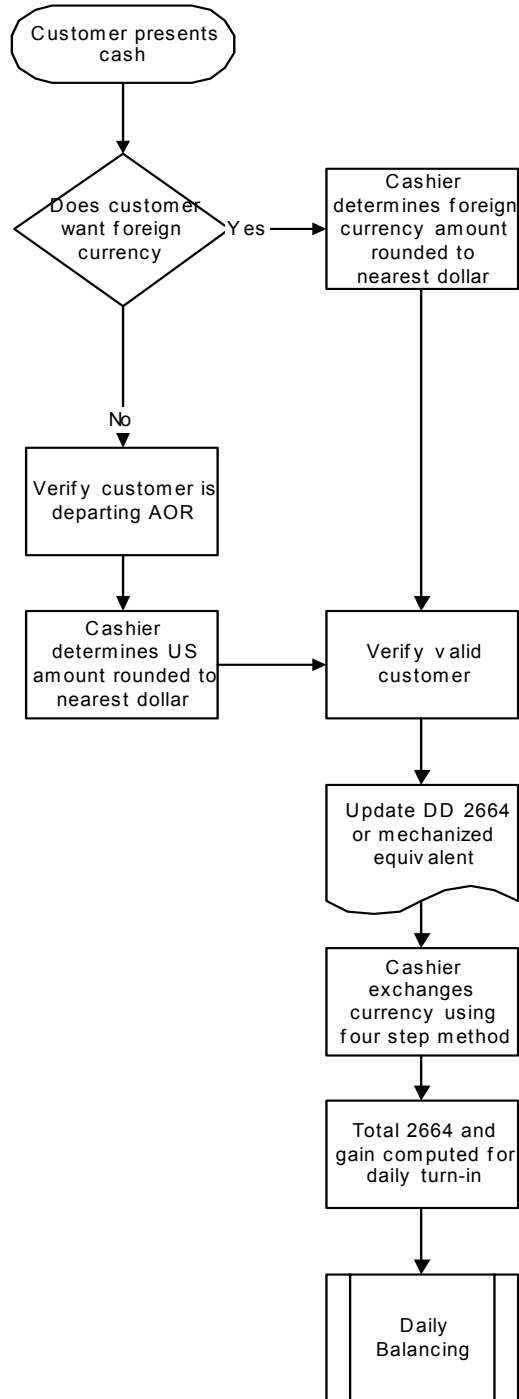 Customer presents
cash
Does customer
want foreign
currency
Yes
Cashier
determines foreign
currency amount
rounded to
nearest dollar
No
Verify customer is
departing AOR
Cashier
determines US
amount rounded to
nearest dollar
Verify valid
customer
Update DD 2664
or mechanized
equivalent
Cashier
exchanges
currency using
four step method
Total 2664 and
gain computed for
daily turn-in
Daily
Balancing